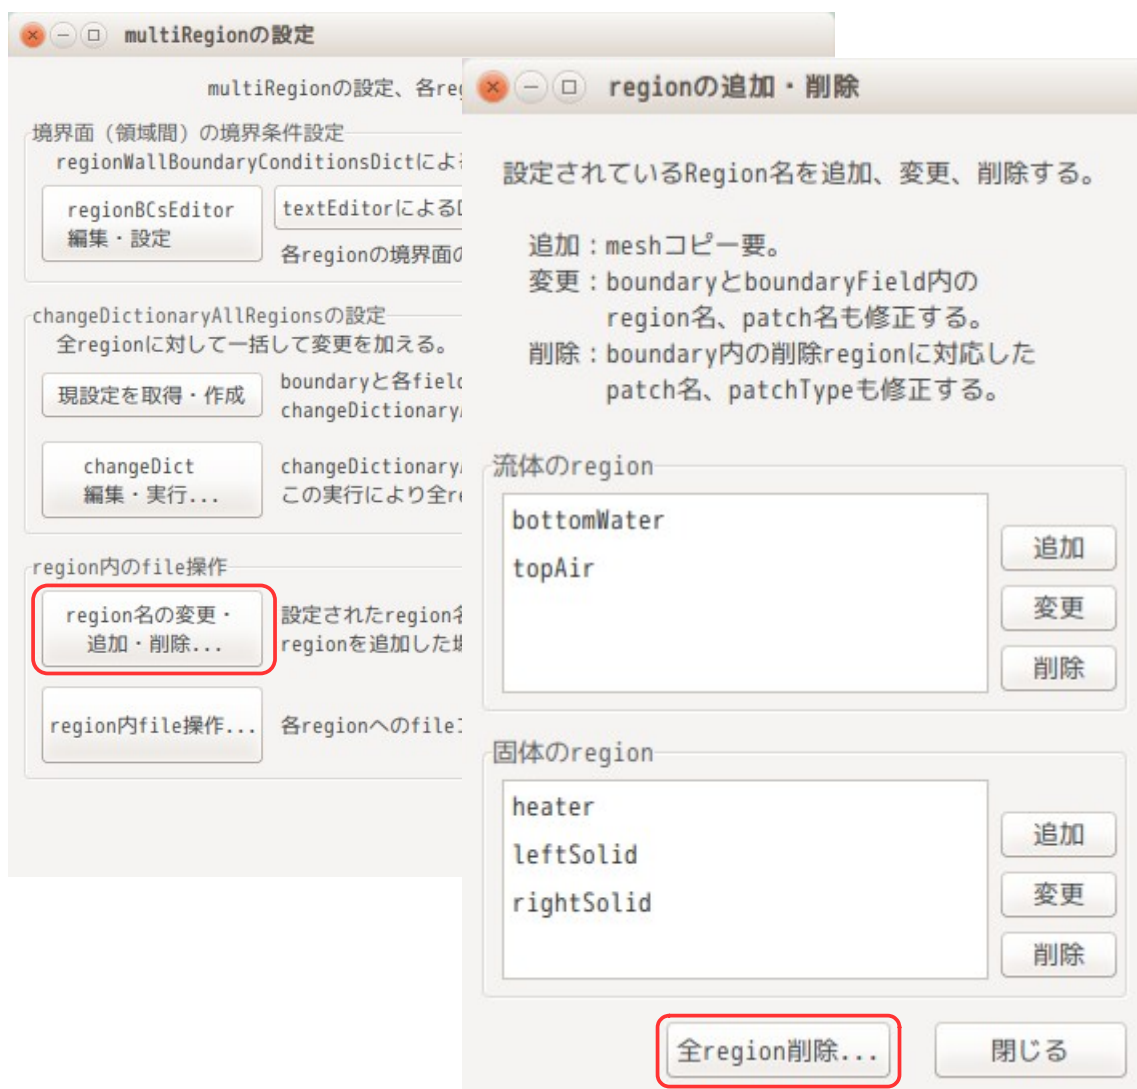 multiRegionの設定
multiRegionの設定、各reg
境界面（領域間）の境界条件設定
regionWallBoundaryConditionsDictによる
regionBCsEditor
編集・設定
textEditorによるD
各regionの境界面の
changeDictionaryAllRegionsの設定
全regionに対して一括して変更を加える。
現設定を取得・作成
boundaryと各field
changeDictionaryA
changeDict
編集・実行...
changeDictionaryA
この実行により全re
region内のfile操作
region名の変更・
追加・削除...
設定されたregion名
regionを追加した場
region内file操作...
各regionへのfileコ
regionの追加・削除
設定されているRegion名を追加、変更、削除する。
追加：meshコピー要。
変更：boundaryとboundaryField内の
region名、patch名も修正する。
削除：boundary内の削除regionに対応した
patch名、patchTypeも修正する。
流体のregion
bottomWater
topAir
追加
変更
削除
固体のregion
heater
leftSolid
rightSolid
追加
変更
削除
全region削除...
閉じる